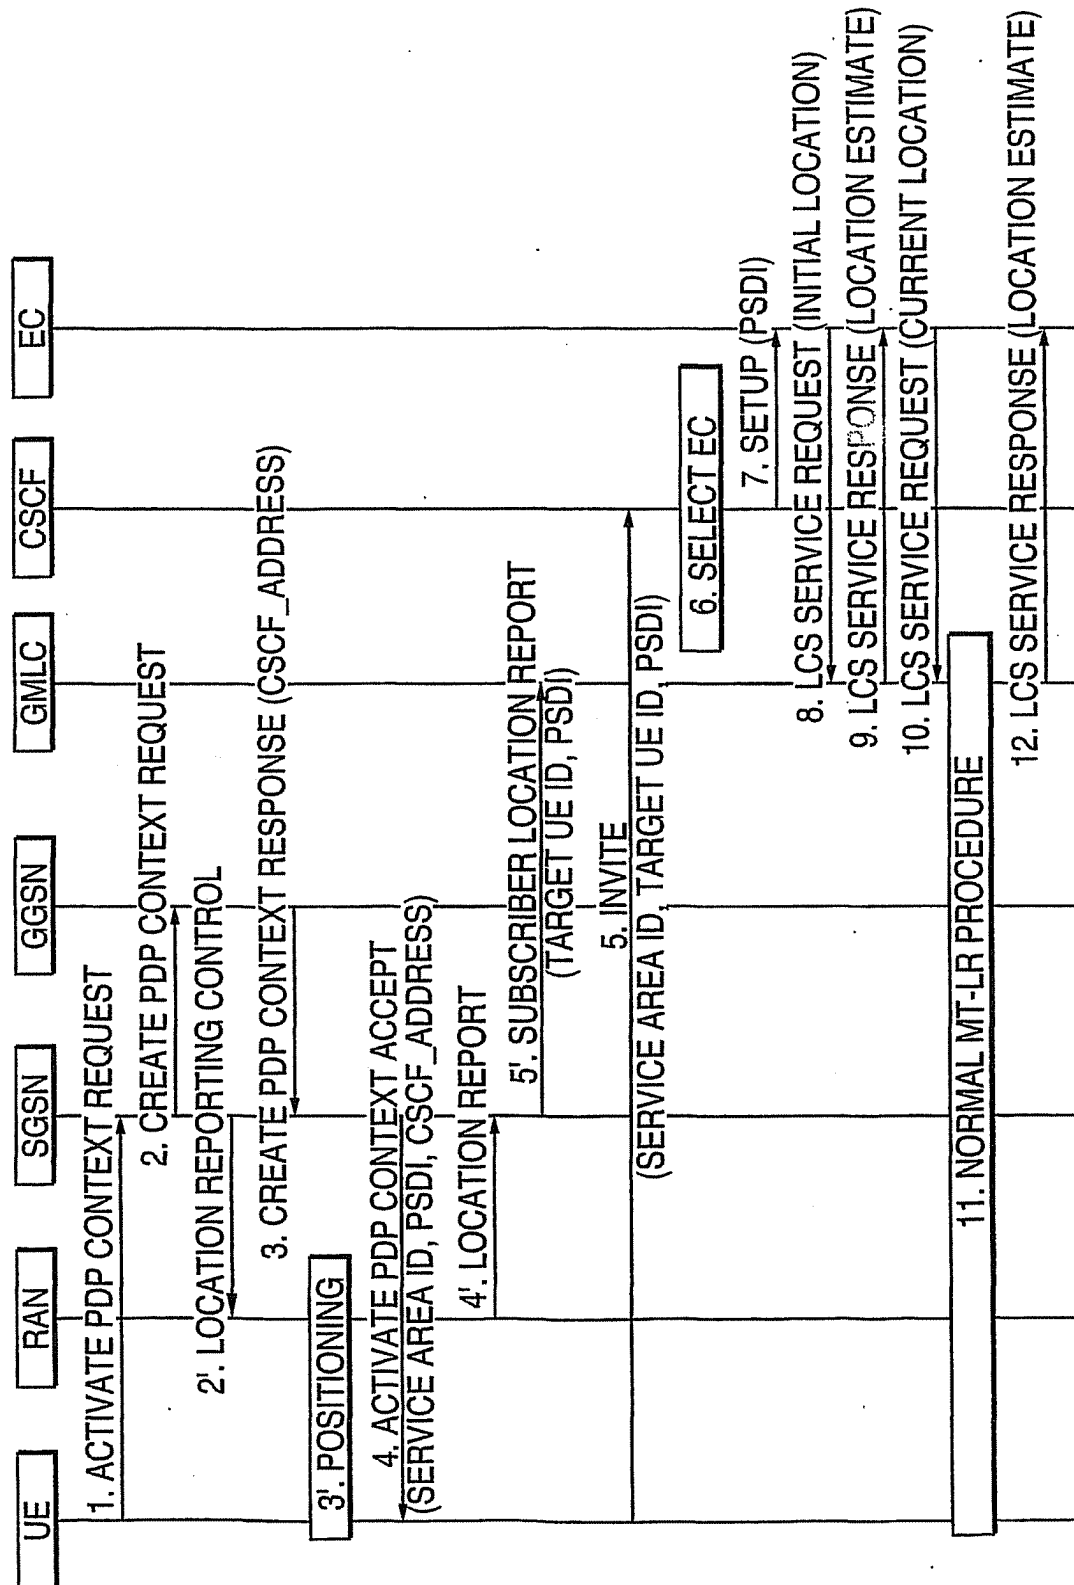 UE
RAN
SGSN
GGSN
GMLC
CSCF
EC
1. ACTIVATE PDP CONTEXT REQUEST
2. CREATE PDP CONTEXT REQUEST
2'. LOCATION REPORTING CONTROL
3. CREATE PDP CONTEXT RESPONSE (CSCF_ADDRESS)
3'. POSITIONING
4. ACTIVATE PDP CONTEXT ACCEPT
(SERVICE AREA ID, PSDI, CSCF_ADDRESS)
4'. LOCATION REPORT
5'. SUBSCRIBER LOCATION REPORT
(TARGET UE ID, PSDI)
5. INVITE
(SERVICE AREA ID, TARGET UE ID, PSDI)
6. SELECT EC
7. SETUP (PSDI)
8. LCS SERVICE REQUEST (INITIAL LOCATION)
9. LCS SERVICE RESPONSE (LOCATION ESTIMATE)
10. LCS SERVICE REQUEST (CURRENT LOCATION)
11. NORMAL MT-LR PROCEDURE
12. LCS SERVICE RESPONSE (LOCATION ESTIMATE)